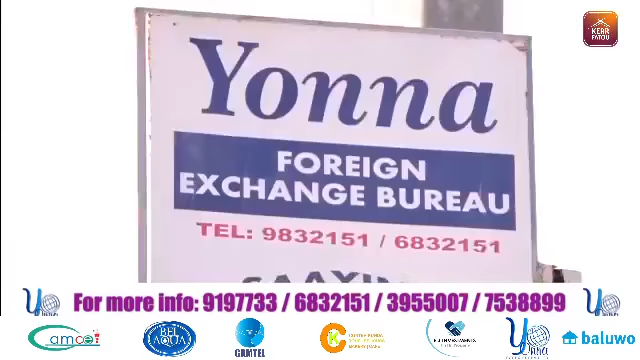 KERR
FATOU
Yonna
FOREIGN
EXCHANGE BUREAU
TEL: 9832151 / 6832151
For more info: 9197733 / 6832151 / 3955007 / 7538899
BEL
AQUA
GAMTEL
Yonna
baluwo